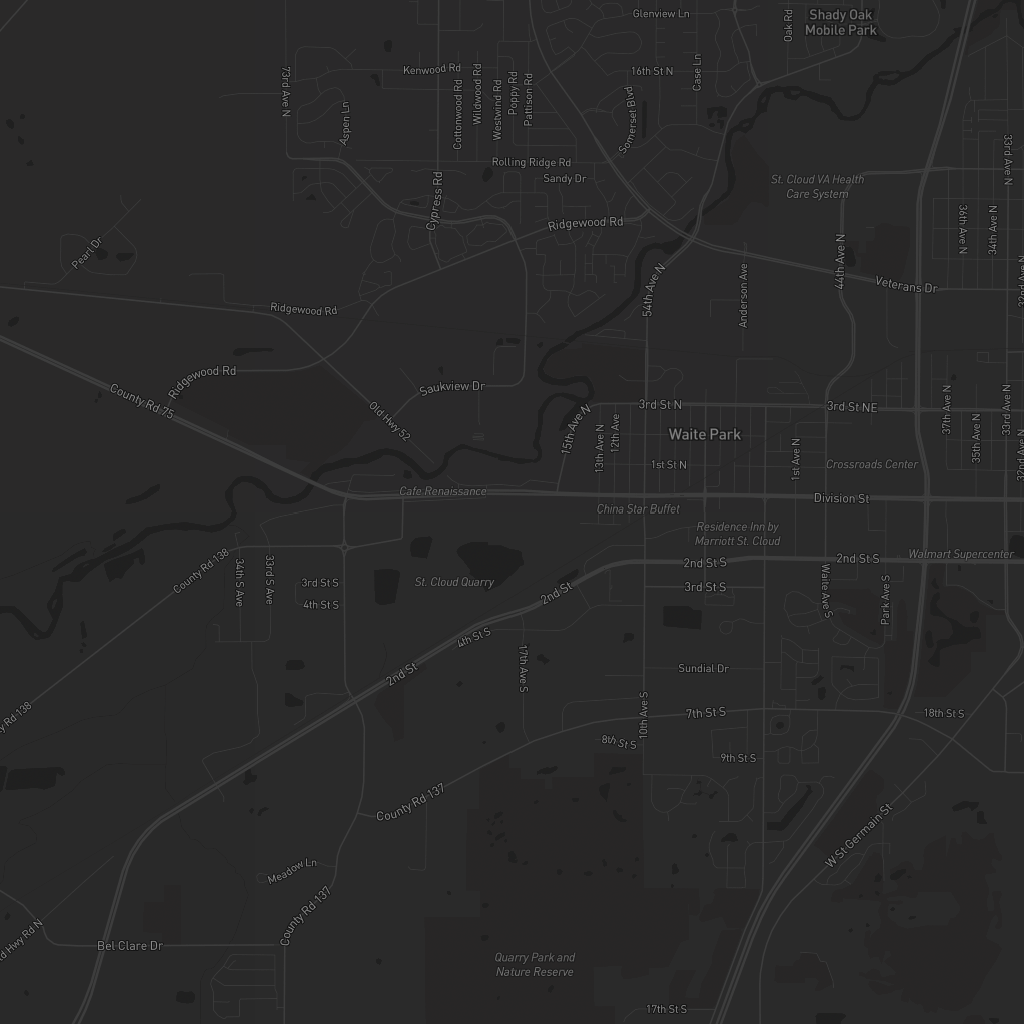 Glenview Ln
Shady Oak
Mobile Park
Oak Rd
Kenwood Rd
16th St N
Case Ln
73rd Ave N
Aspen Ln
Cottonwood Rd
Wildwood Rd
Westwind Rd
Poppy Rd
Pattison Rd
Somerset Blvd
33rd Ave N
Rolling Ridge Rd
Sandy Dr
St. Cloud VA Health
Care System
Cypress Rd
Ridgewood Rd
36th Ave N
34th Ave N
Pearl Dr
44th Ave N
54th Ave N
Anderson Ave
Veterans Dr
32nd Ave N
Ridgewood Rd
Ridgewood Rd
County Rd 75
Saukview Dr
Old Hwy 52
3rd St N
3rd St NE
37th Ave N
33rd Ave N
35th Ave N
15th Ave N
13th Ave N
12th Ave
Waite Park
1st Ave N
32nd Ave N
1st St N
Crossroads Center
Cafe Renaissance
Division St
China Star Buffet
Residence Inn by
Marriott St. Cloud
County Rd 138
34th S Ave
33rd S Ave
2nd St S
2nd St S
Walmart Supercenter
3rd St S
St. Cloud Quarry
3rd St S
Waite Ave S
Park Ave S
4th St S
2nd St
4th St S
17th Ave S
Sundial Dr
2nd St
y Rd 138
10th Ave S
7th St S
18th St S
8th St S
9th St S
County Rd 137
W St Germain St
Meadow Ln
County Rd 137
d Hwy Rd N
Bel Clare Dr
Quarry Park and
Nature Reserve
17th St S